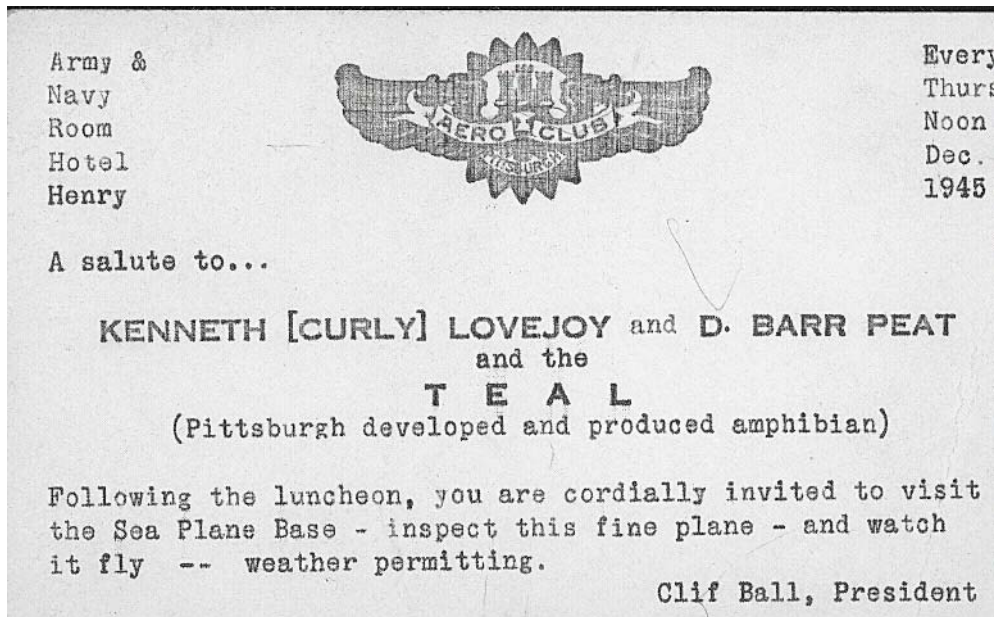 Army &
Navy
Room
Hotel
Henry
AERO CLUB
PITTSBURGH
Every
Thurs
Noon
Dec.
1945
A salute to...
KENNETH [CURLY] LOVEJOY and D. BARR PEAT
and the
T E A L
(Pittsburgh developed and produced amphibian)
Following the luncheon, you are cordially invited to visit
the Sea Plane Base - inspect this fine plane - and watch
it fly -- weather permitting.
Clif Ball, President